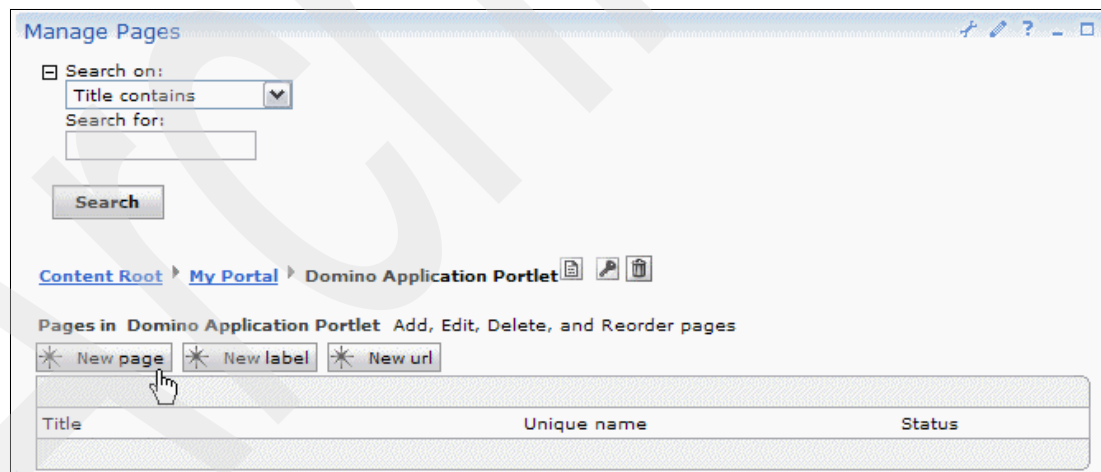 Manage Pages ?
Search on:
Title contains
Search for:
Search
Content Root My Portal Domino Application Portlet
Pages in Domino Application Portlet Add, Edit, Delete, and Reorder pages
New page New label New url
Title Unique name Status